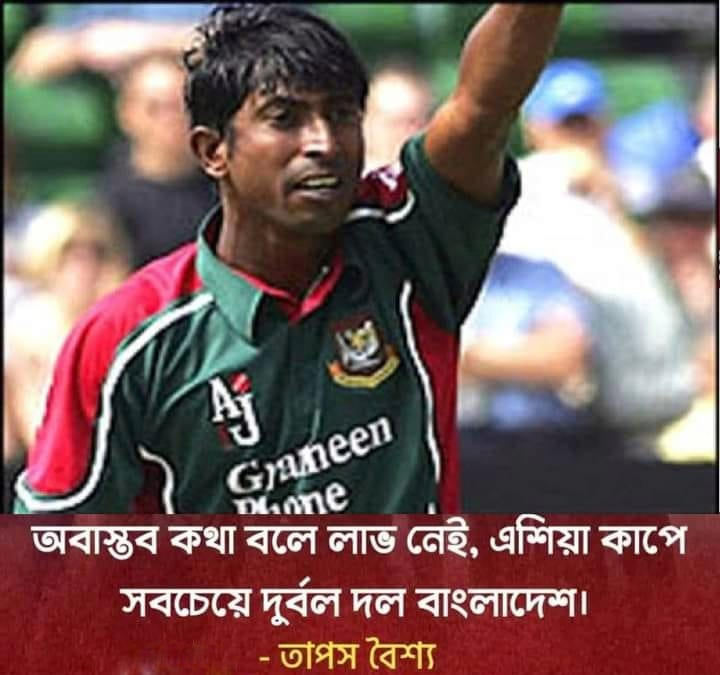 AJ
Grameen
Phone
অবাস্তব কথা বলে লাভ নেই, এশিয়া কাপে
সবচেয়ে দুর্বল দল বাংলাদেশ।
- তাপস বৈশ্য